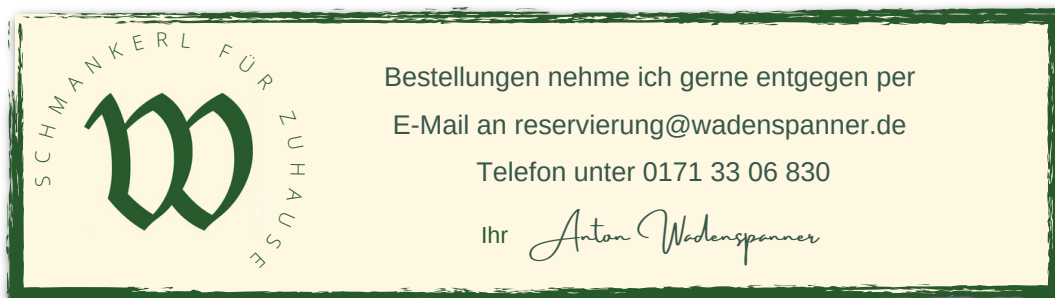 SCHMANKERL FÜR ZUHAUSE
W
Bestellungen nehme ich gerne entgegen per
E-Mail an reservierung@wadenspanner.de
Telefon unter 0171 33 06 830
Ihr Anton Wadenspanner